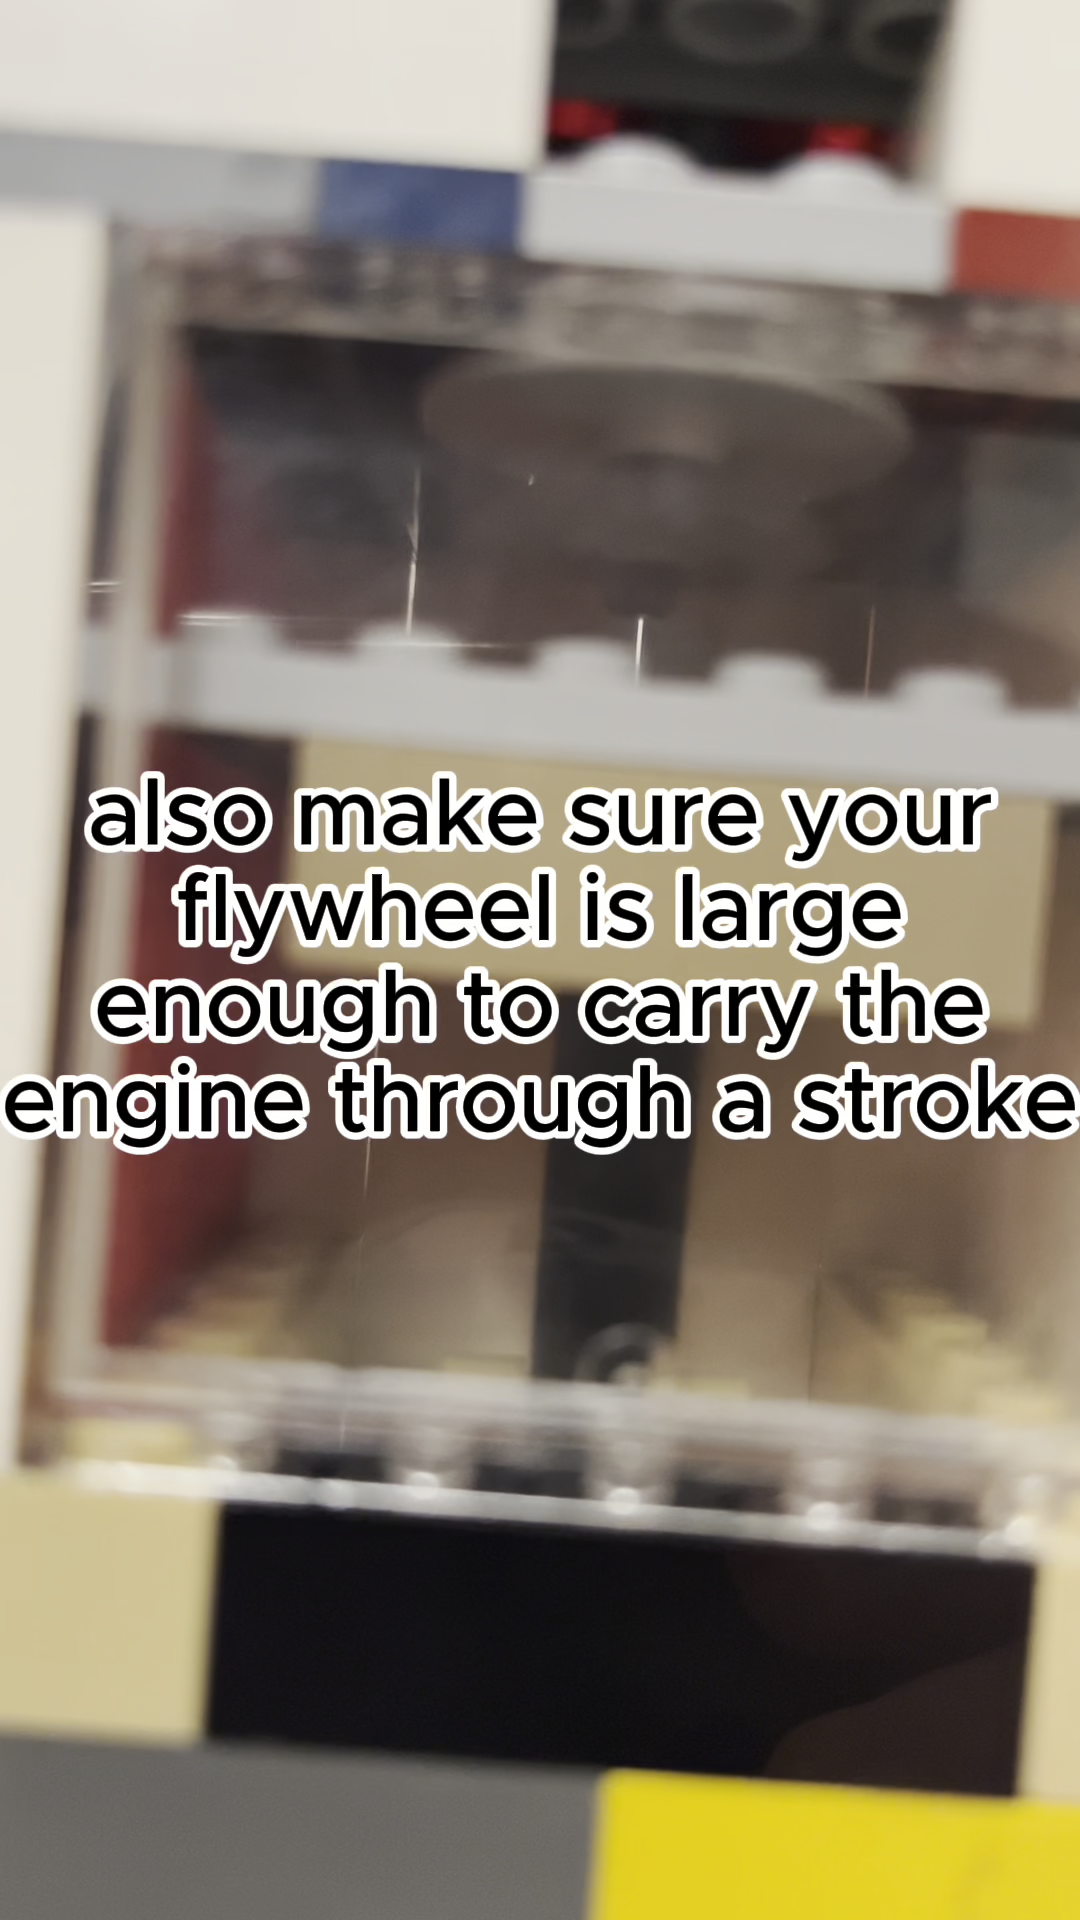 also make sure your
flywheel is large
enough to carry the
engine through a stroke